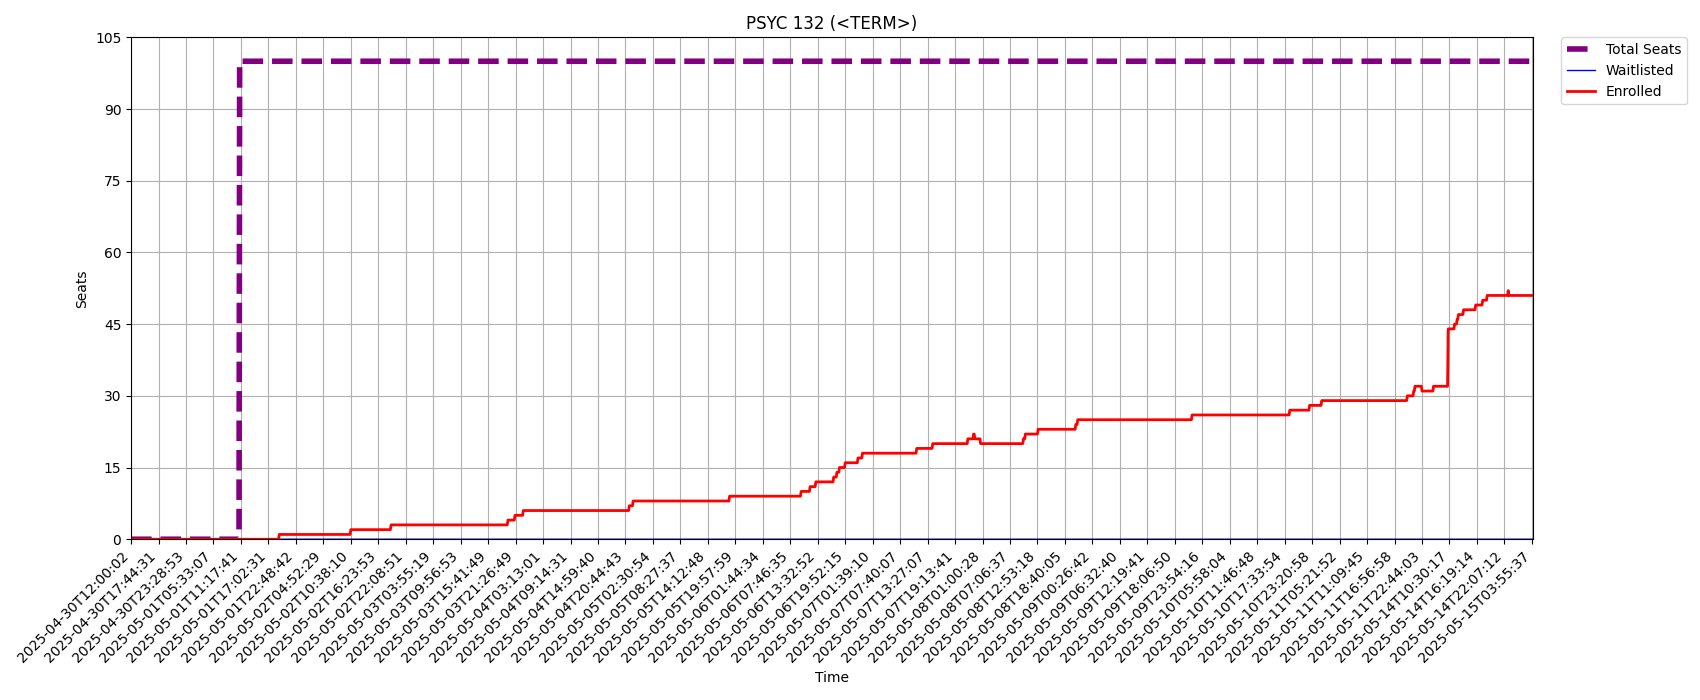 PSYC 132 (<TERM>)
Total Seats
Waitlisted
Enrolled
Seats
105
90
75
60
45
30
15
0
2025-04-30T12:00:02
2025-04-30T17:44:31
2025-04-30T23:28:53
2025-05-01T05:33:07
2025-05-01T11:17:41
2025-05-01T17:02:31
2025-05-01T22:48:42
2025-05-02T04:52:29
2025-05-02T10:38:10
2025-05-02T16:23:53
2025-05-02T22:08:51
2025-05-03T03:55:19
2025-05-03T09:56:53
2025-05-03T15:41:49
2025-05-03T21:26:49
2025-05-04T03:13:01
2025-05-04T09:14:31
2025-05-04T14:59:40
2025-05-04T20:44:43
2025-05-05T02:30:54
2025-05-05T08:27:37
2025-05-05T14:12:48
2025-05-05T19:57:59
2025-05-06T01:44:34
2025-05-06T07:46:35
2025-05-06T13:32:52
2025-05-06T19:52:15
2025-05-07T01:39:10
2025-05-07T07:40:07
2025-05-07T13:27:07
2025-05-07T19:13:41
2025-05-08T01:00:28
2025-05-08T07:06:37
2025-05-08T12:53:18
2025-05-08T18:40:05
2025-05-09T00:26:42
2025-05-09T06:32:40
2025-05-09T12:19:41
2025-05-09T18:06:50
2025-05-09T23:54:16
2025-05-10T05:58:04
2025-05-10T11:46:48
2025-05-10T17:33:54
2025-05-10T23:20:58
2025-05-11T05:21:52
2025-05-11T11:09:45
2025-05-11T16:56:58
2025-05-11T22:44:03
2025-05-14T10:30:17
2025-05-14T16:19:14
2025-05-14T22:07:12
2025-05-15T03:55:37
Time